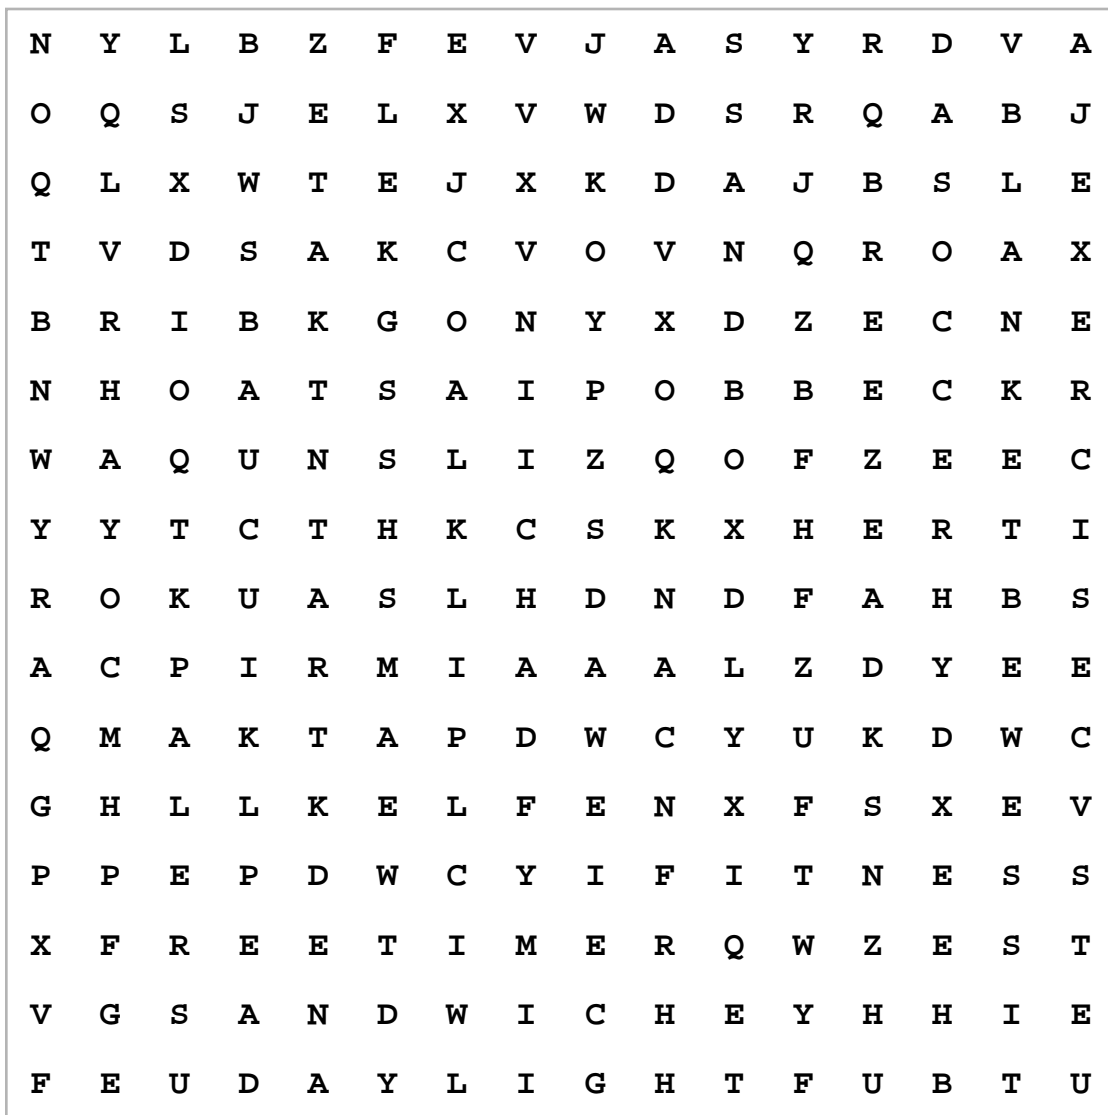 N Y L B Z F E V J A S Y R D V A
O Q S J E L X V W D S R Q A B J
Q L X W T E J X K D A J B S L E
T V D S A K C V O V N Q R O A X
B R I B K G O N Y X D Z E C N E
N H O A T S A I P O B B E C K R
W A Q U N S L I Z Q O F Z E E C
Y Y T C T H K C S K X H E R T I
R O K U A S L H D N D F A H B S
A C P I R M I A A A L Z D Y E E
Q M A K T A P D W C Y U K D W C
G H L L K E L F E N X F S X E V
P P E P D W C Y I F I T N E S S
X F R E E T I M E R Q W Z E S T
V G S A N D W I C H E Y H H I E
F E U D A Y L I G H T F U B T U